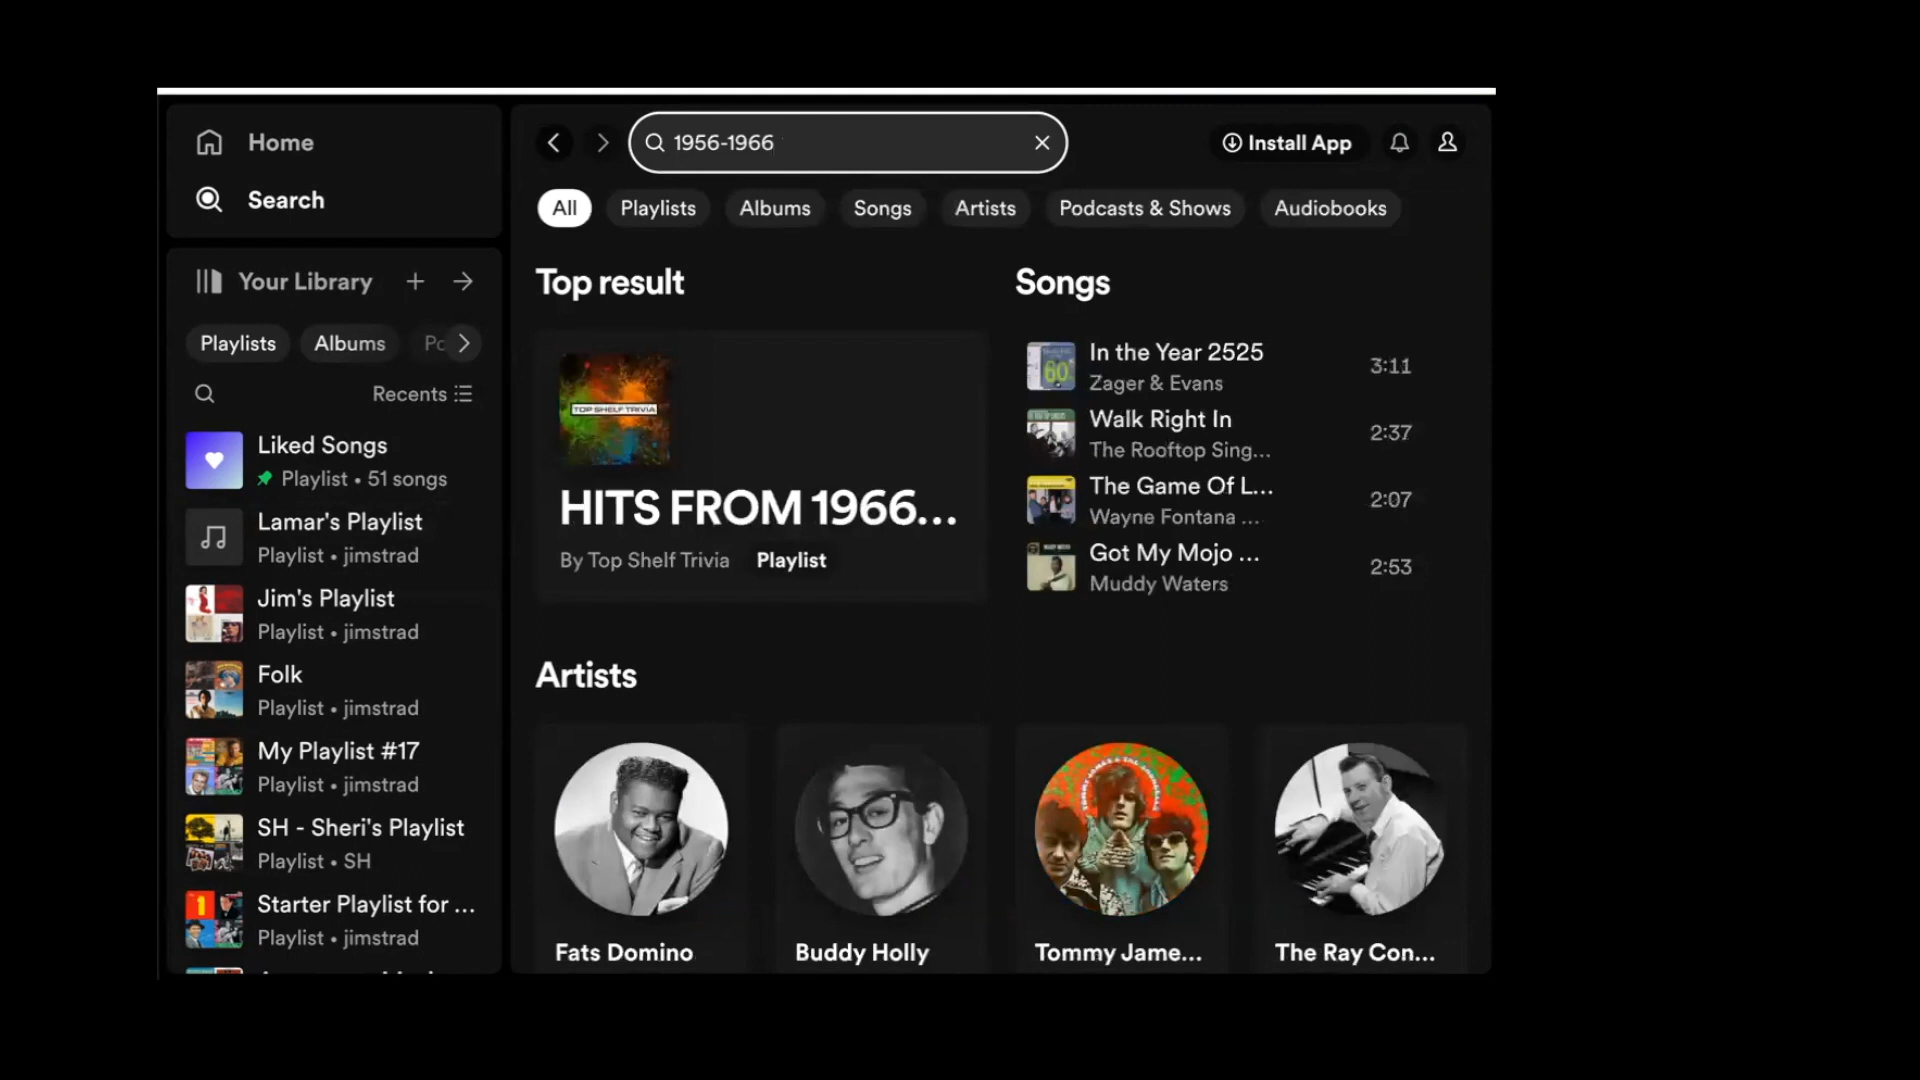 Home
Search
Your Library
Playlists
Albums
Po
Recents
Liked Songs
Playlist • 51 songs
Lamar's Playlist
Playlist • jimstrad
Jim's Playlist
Playlist • jimstrad
Folk
Playlist • jimstrad
My Playlist #17
Playlist • jimstrad
SH - Sheri's Playlist
Playlist • SH
Starter Playlist for ...
Playlist • jimstrad
1956-1966
Install App
All
Playlists
Albums
Songs
Artists
Podcasts & Shows
Audiobooks
Top result
TOP SHELF TRIVIA
HITS FROM 1966...
By Top Shelf Trivia
Playlist
Songs
In the Year 2525
Zager & Evans
3:11
Walk Right In
The Rooftop Sing...
2:37
The Game Of L...
Wayne Fontana ...
2:07
Got My Mojo ...
Muddy Waters
2:53
Artists
Fats Domino
Buddy Holly
Tommy Jame...
The Ray Con...